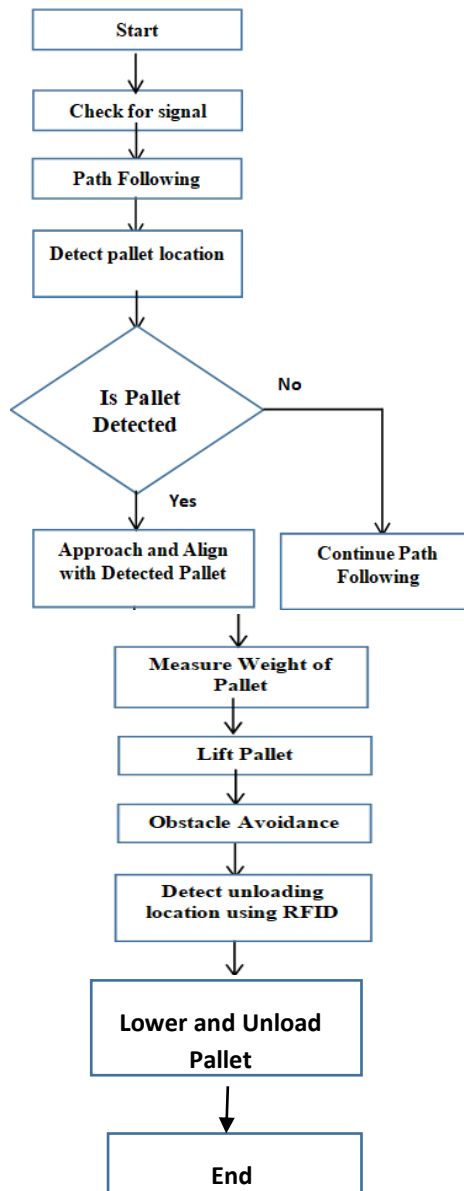 Start
Check for signal
Path Following
Detect pallet location
Is Pallet
Detected
No
Yes
Approach and Align
with Detected Pallet
Continue Path
Following
Measure Weight of
Pallet
Lift Pallet
Obstacle Avoidance
Detect unloading
location using RFID
Lower and Unload
Pallet
End